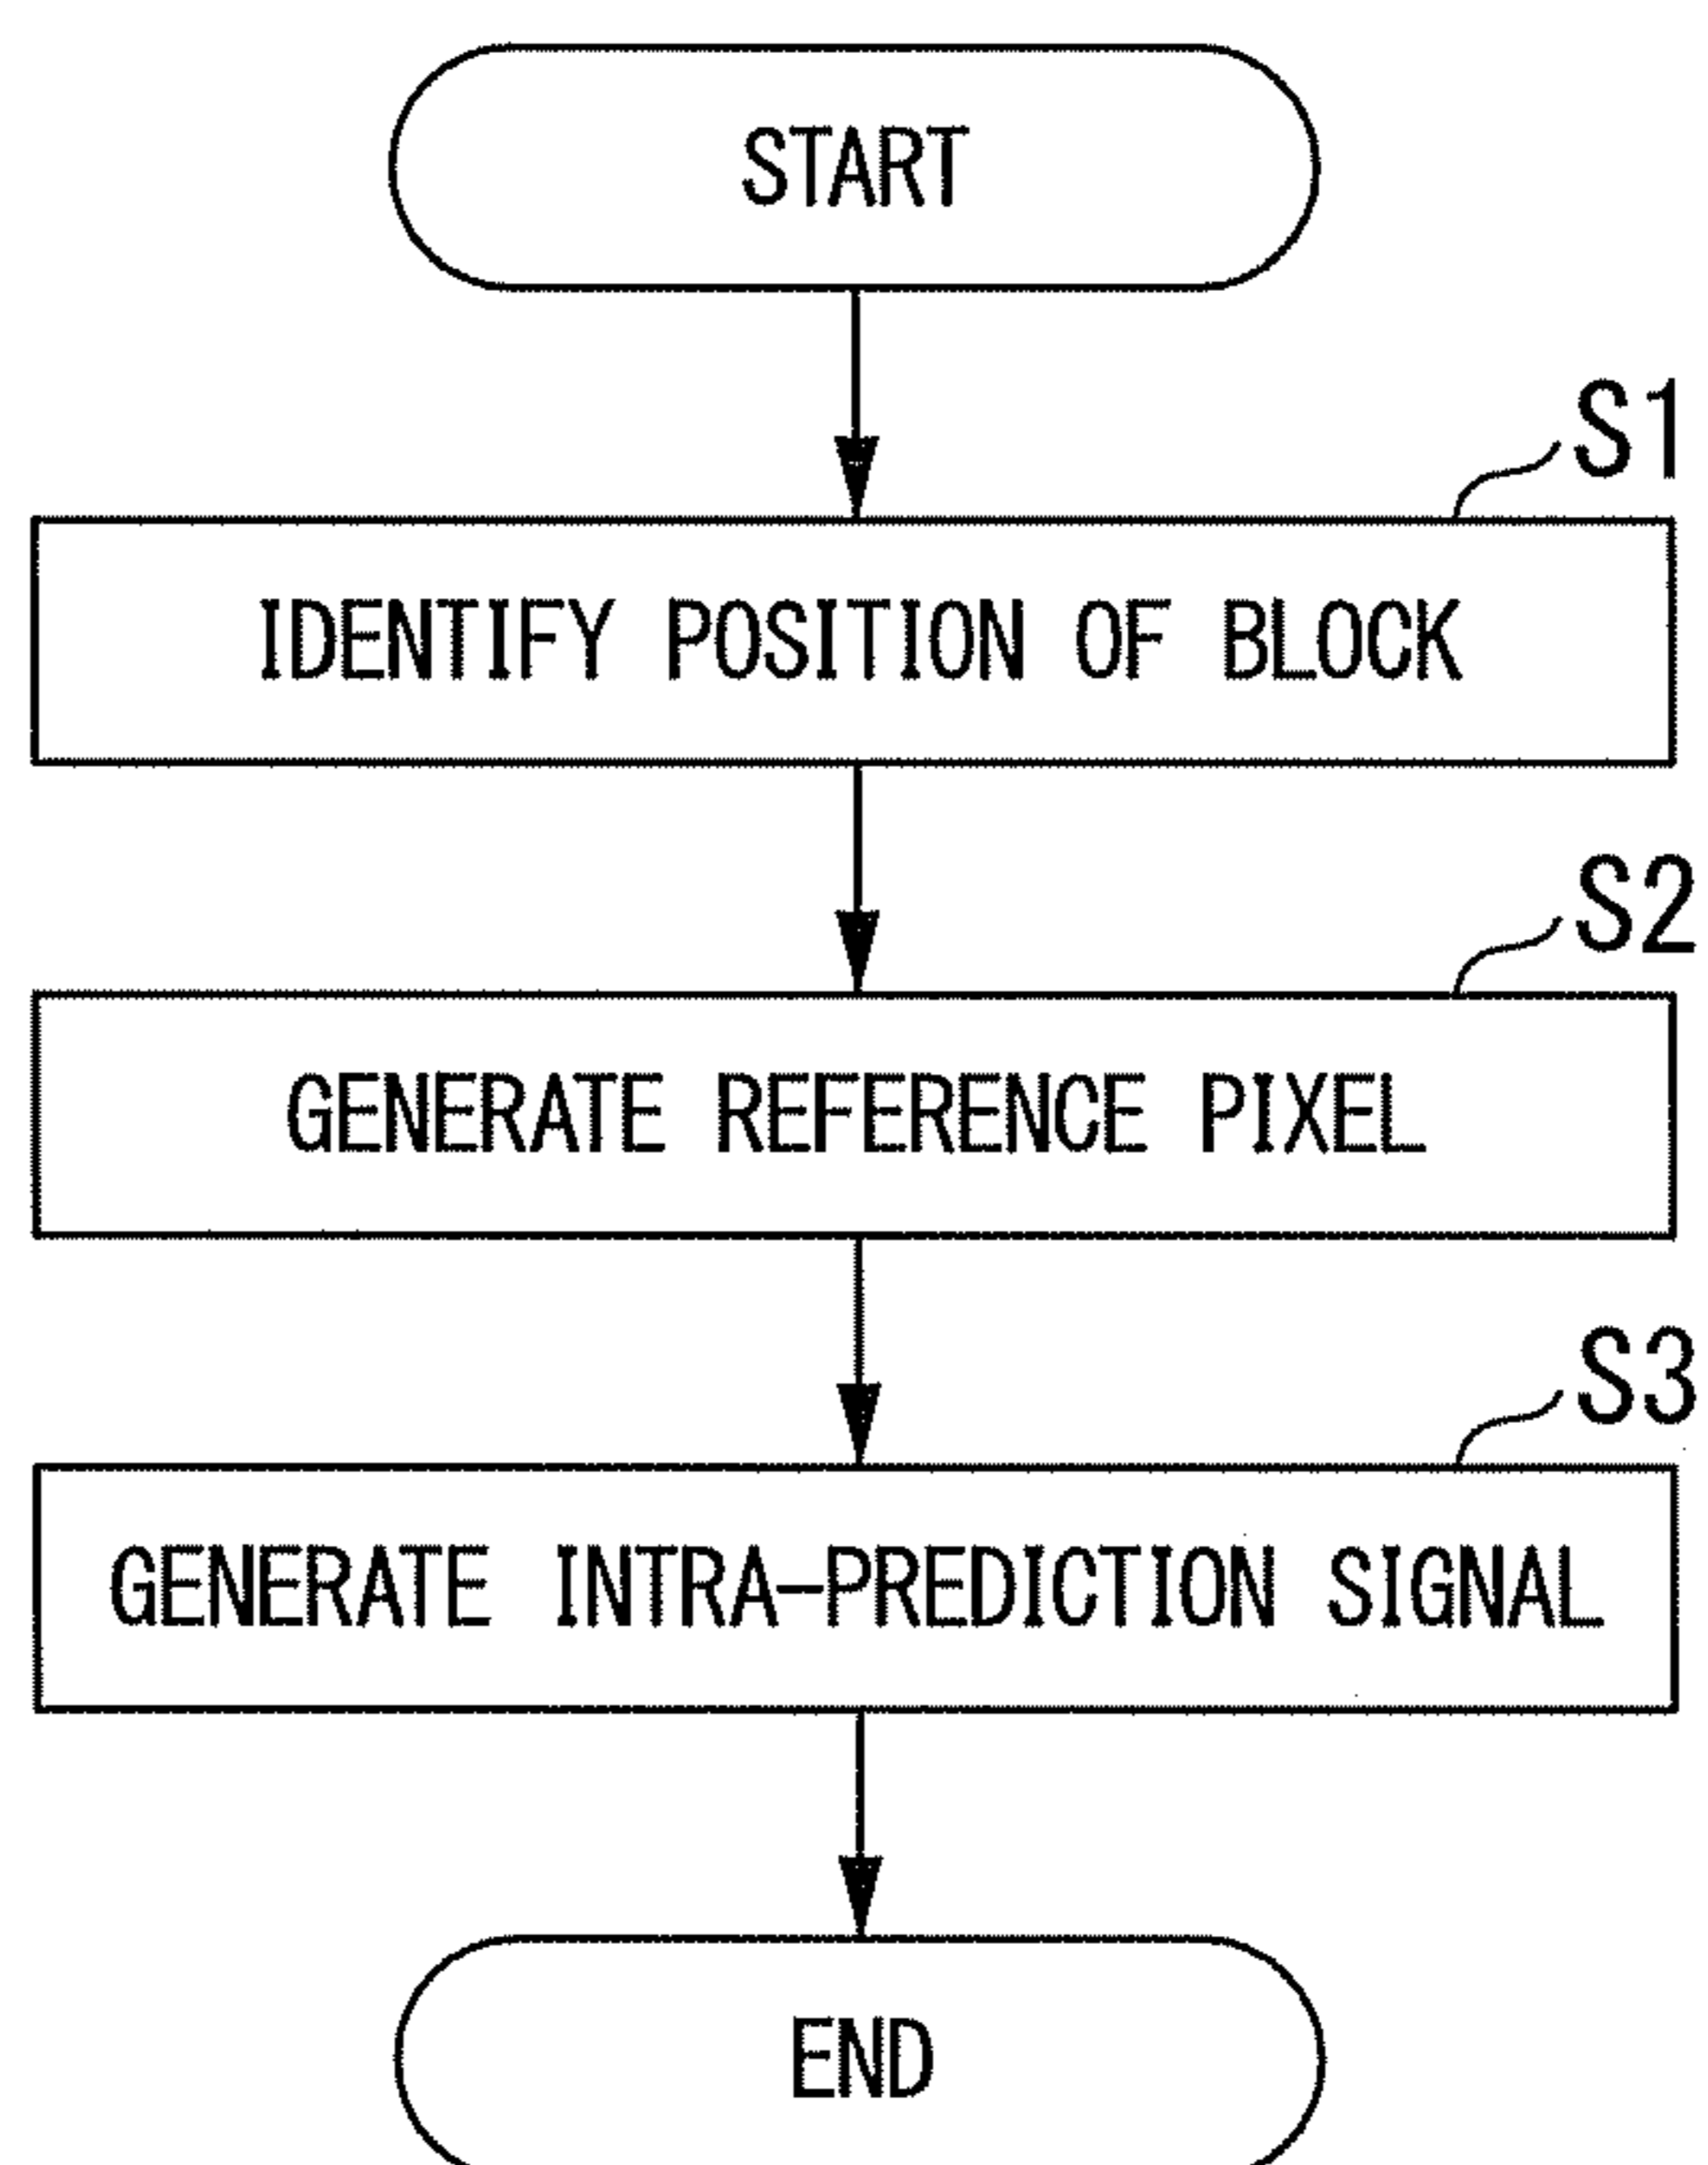 START
S1
IDENTIFY POSITION OF BLOCK
S2
GENERATE REFERENCE PIXEL
S3
GENERATE INTRA-PREDICTION SIGNAL
END